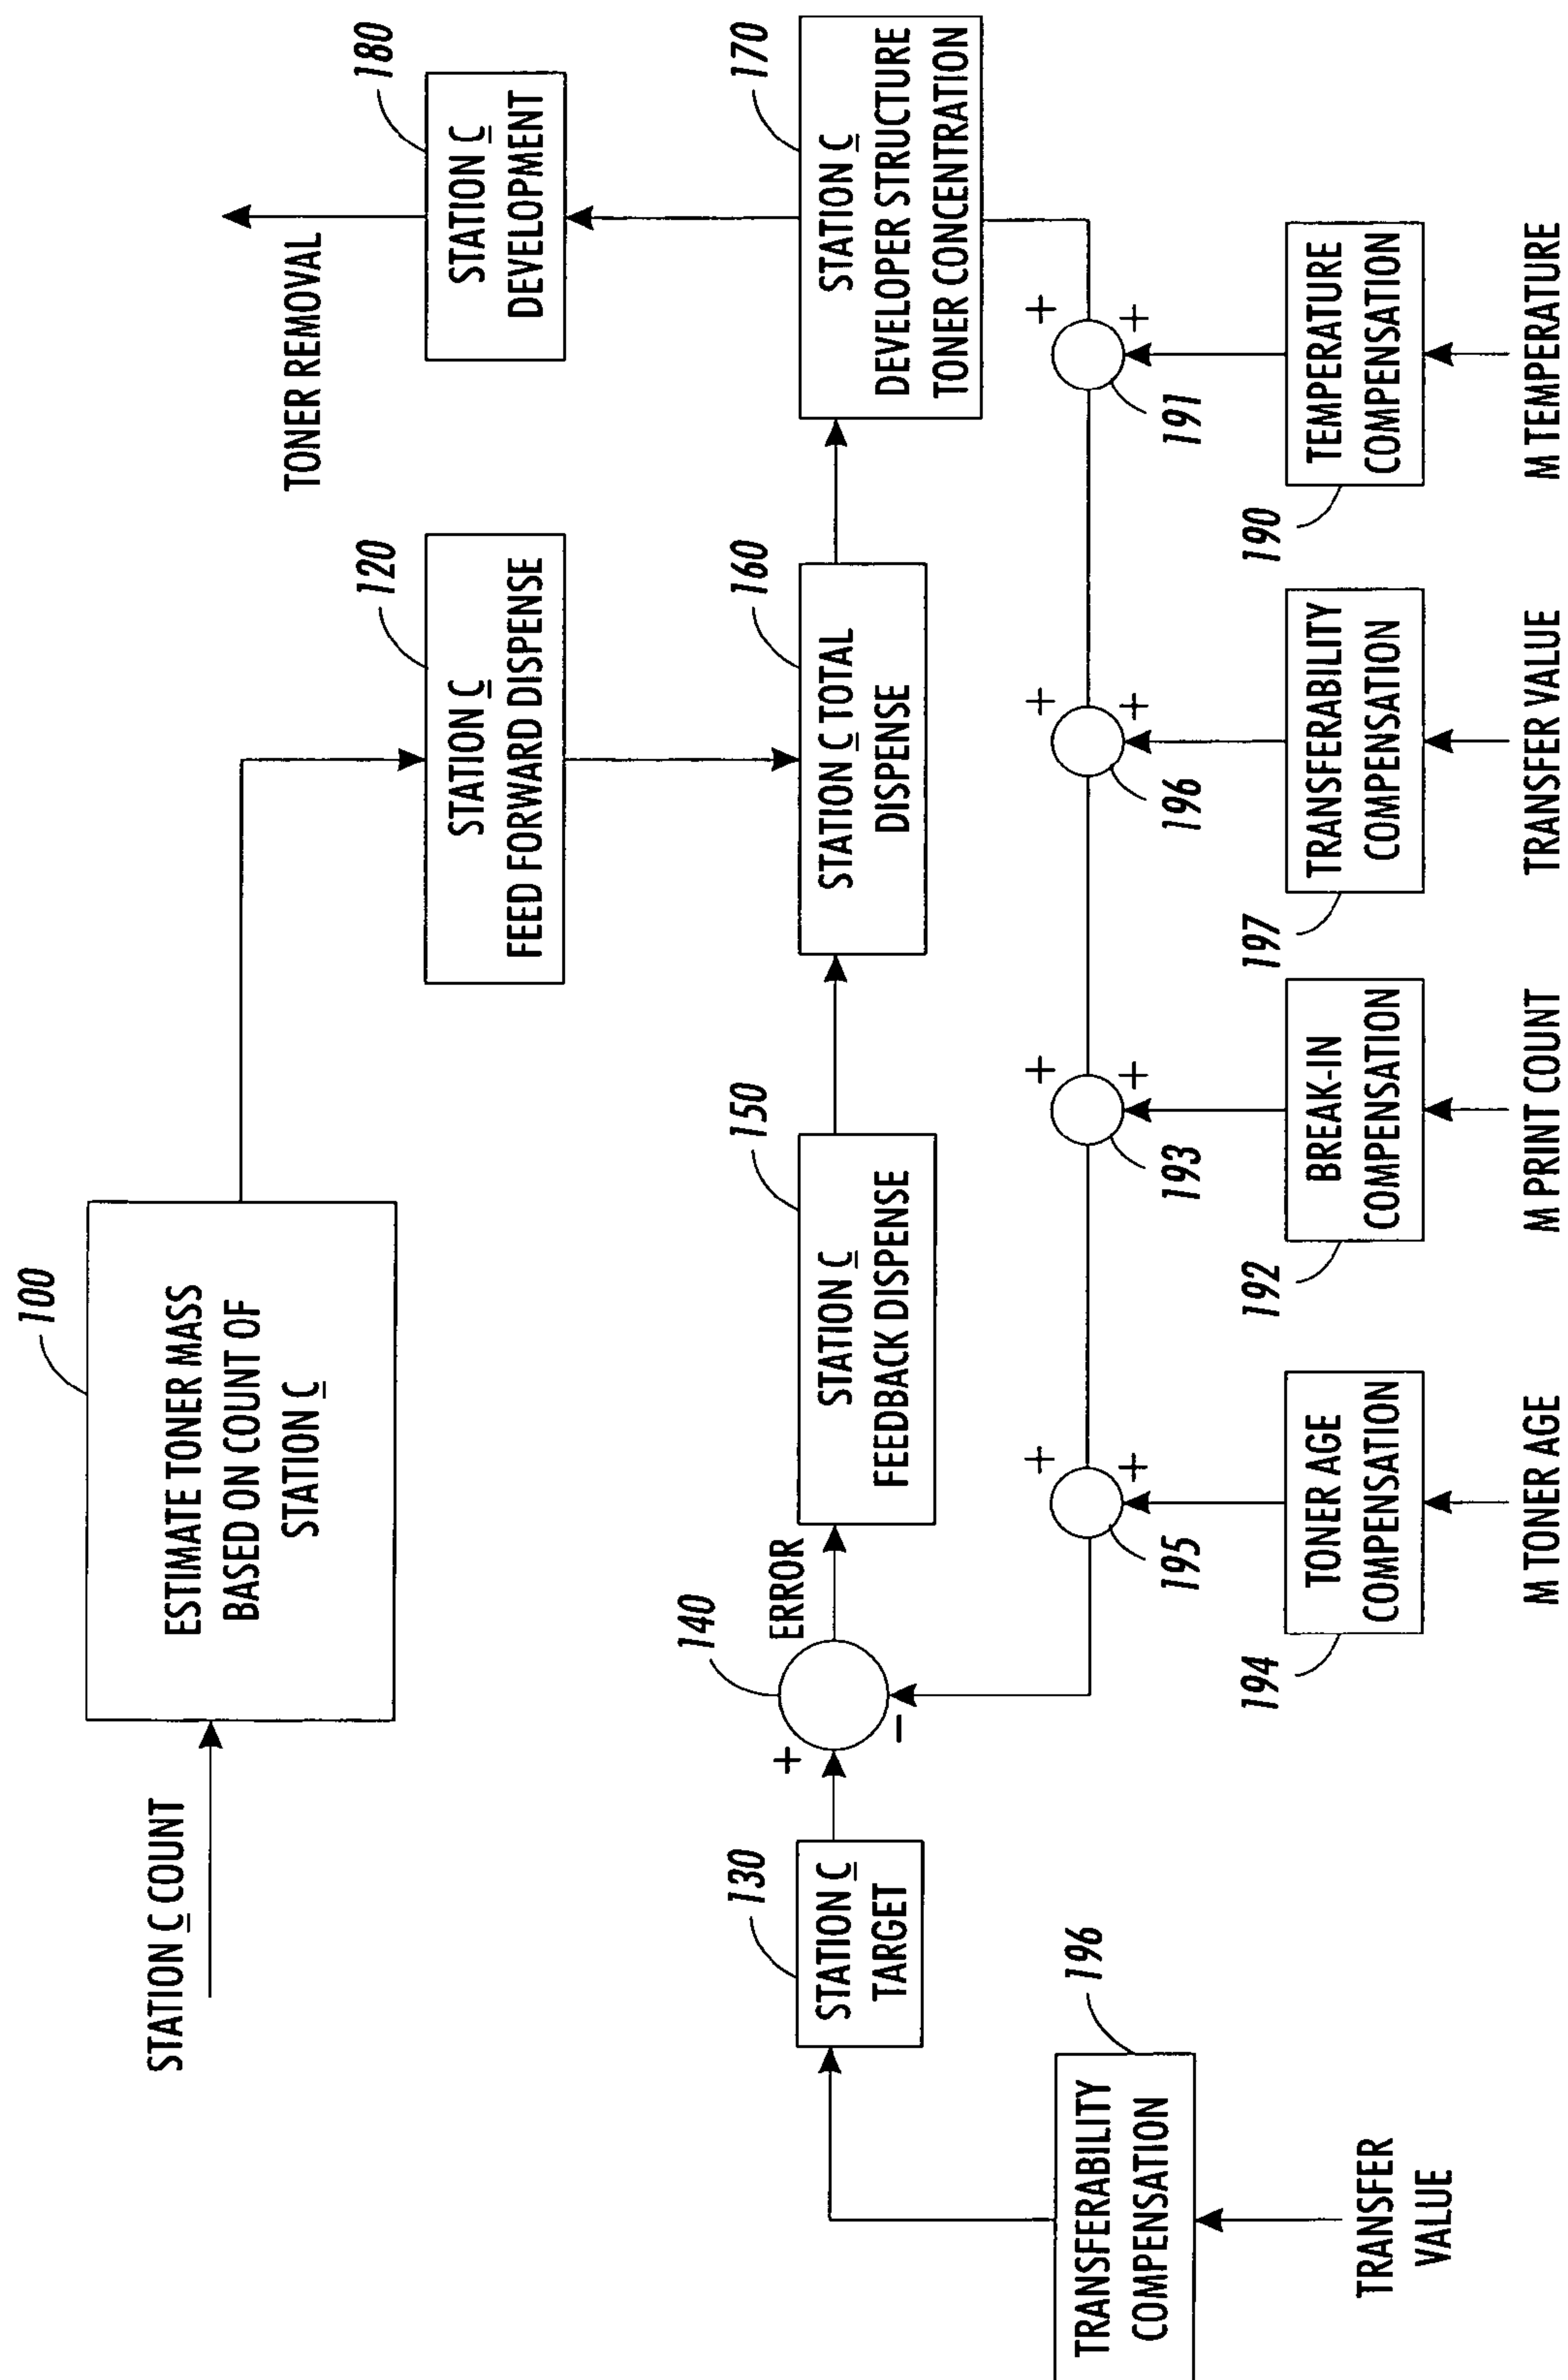 100
STATION C COUNT
ESTIMATE TONER MASS
BASED ON COUNT OF
STATION C
TONER REMOVAL
120
STATION C
FEED FORWARD DISPENSE
180
STATION C
DEVELOPMENT
130
STATION C
TARGET
140
+
−
ERROR
150
STATION C
FEEDBACK DISPENSE
160
STATION C TOTAL
DISPENSE
170
STATION C
DEVELOPER STRUCTURE
TONER CONCENTRATION
196
TRANSFERABILITY
COMPENSATION
TRANSFER
VALUE
+
+
195
+
+
193
+
+
196
+
+
191
194
TONER AGE
COMPENSATION
M TONER AGE
192
BREAK-IN
COMPENSATION
M PRINT COUNT
197
TRANSFERABILITY
COMPENSATION
TRANSFER VALUE
190
TEMPERATURE
COMPENSATION
M TEMPERATURE